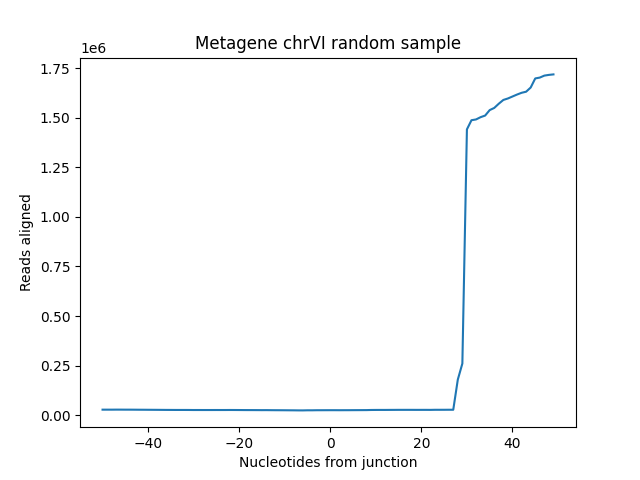 Metagene chrVI random sample
1e6
1.75
1.50
1.25
1.00
0.75
0.50
0.25
0.00
Reads aligned
−40 −20 0 20 40
Nucleotides from junction